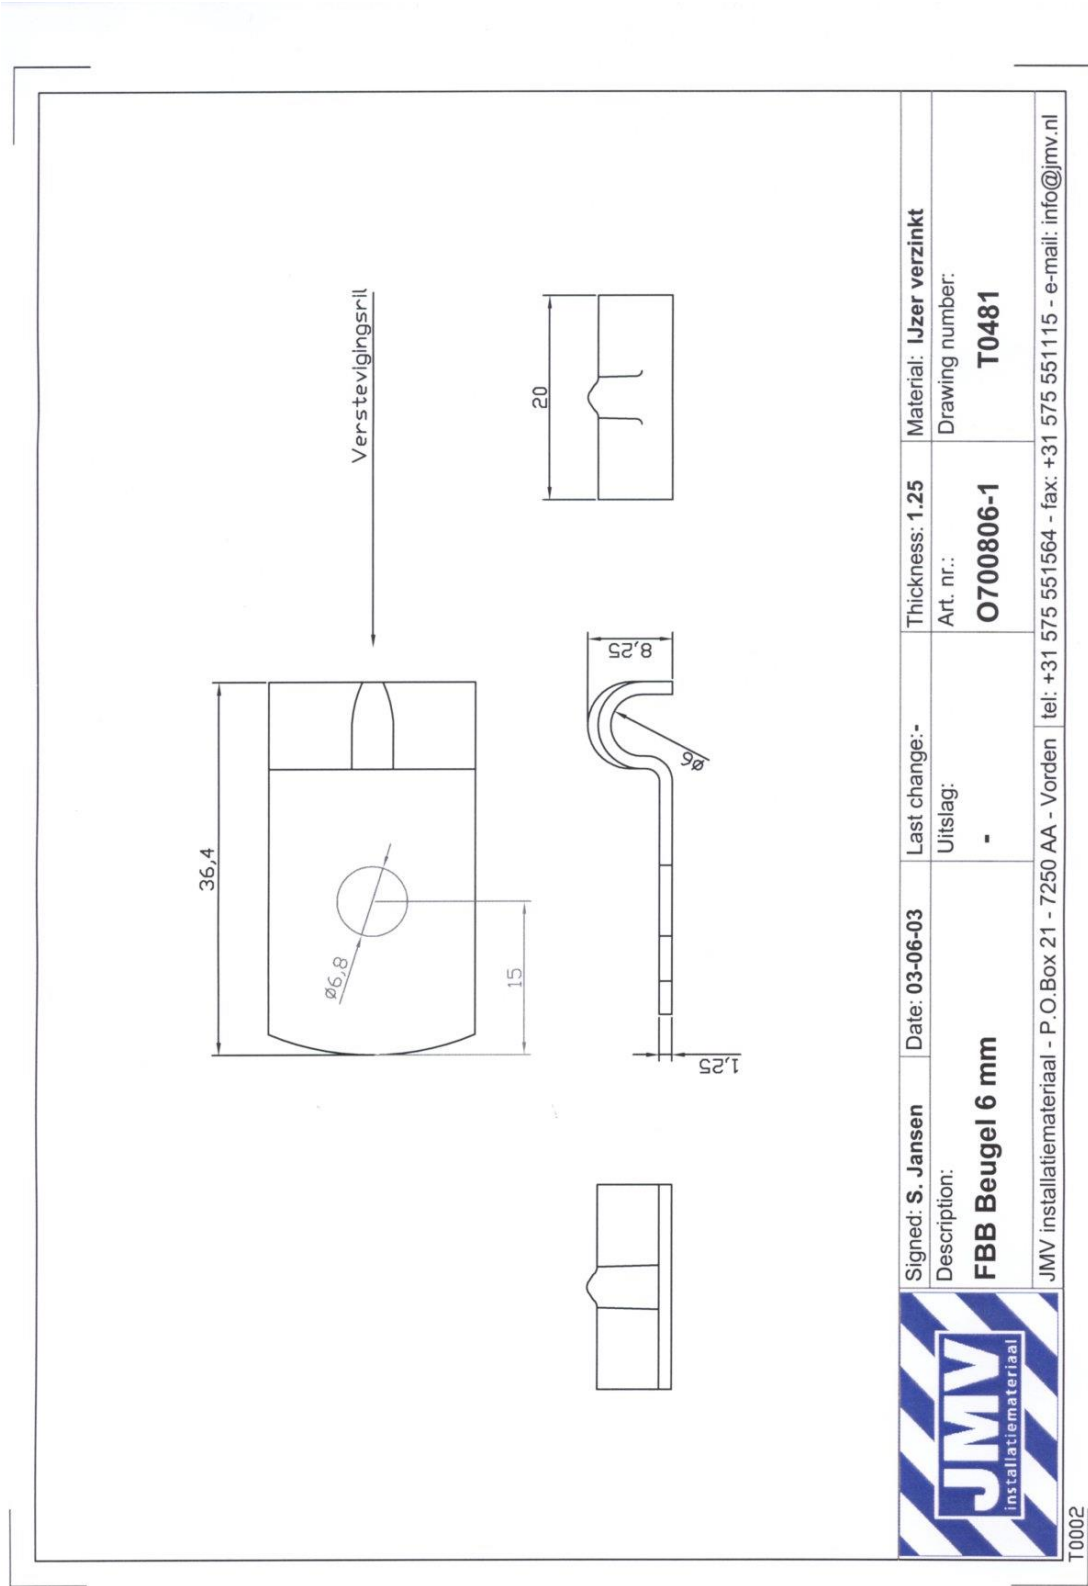 Verstevigingsril
36,4
Ø6,8
15
20
8,25
Ø6
1,25
JMV
installatiemateriaal
Signed: S. Jansen
Date: 03-06-03
Last change:-
Thickness: 1.25
Material: IJzer verzinkt
Description:
FBB Beugel 6 mm
Uitslag:
-
Art. nr.:
O700806-1
Drawing number:
T0481
JMV installatiemateriaal - P.O.Box 21 - 7250 AA - Vorden
tel: +31 575 551564 - fax: +31 575 551115 - e-mail: info@jmv.nl
T0002